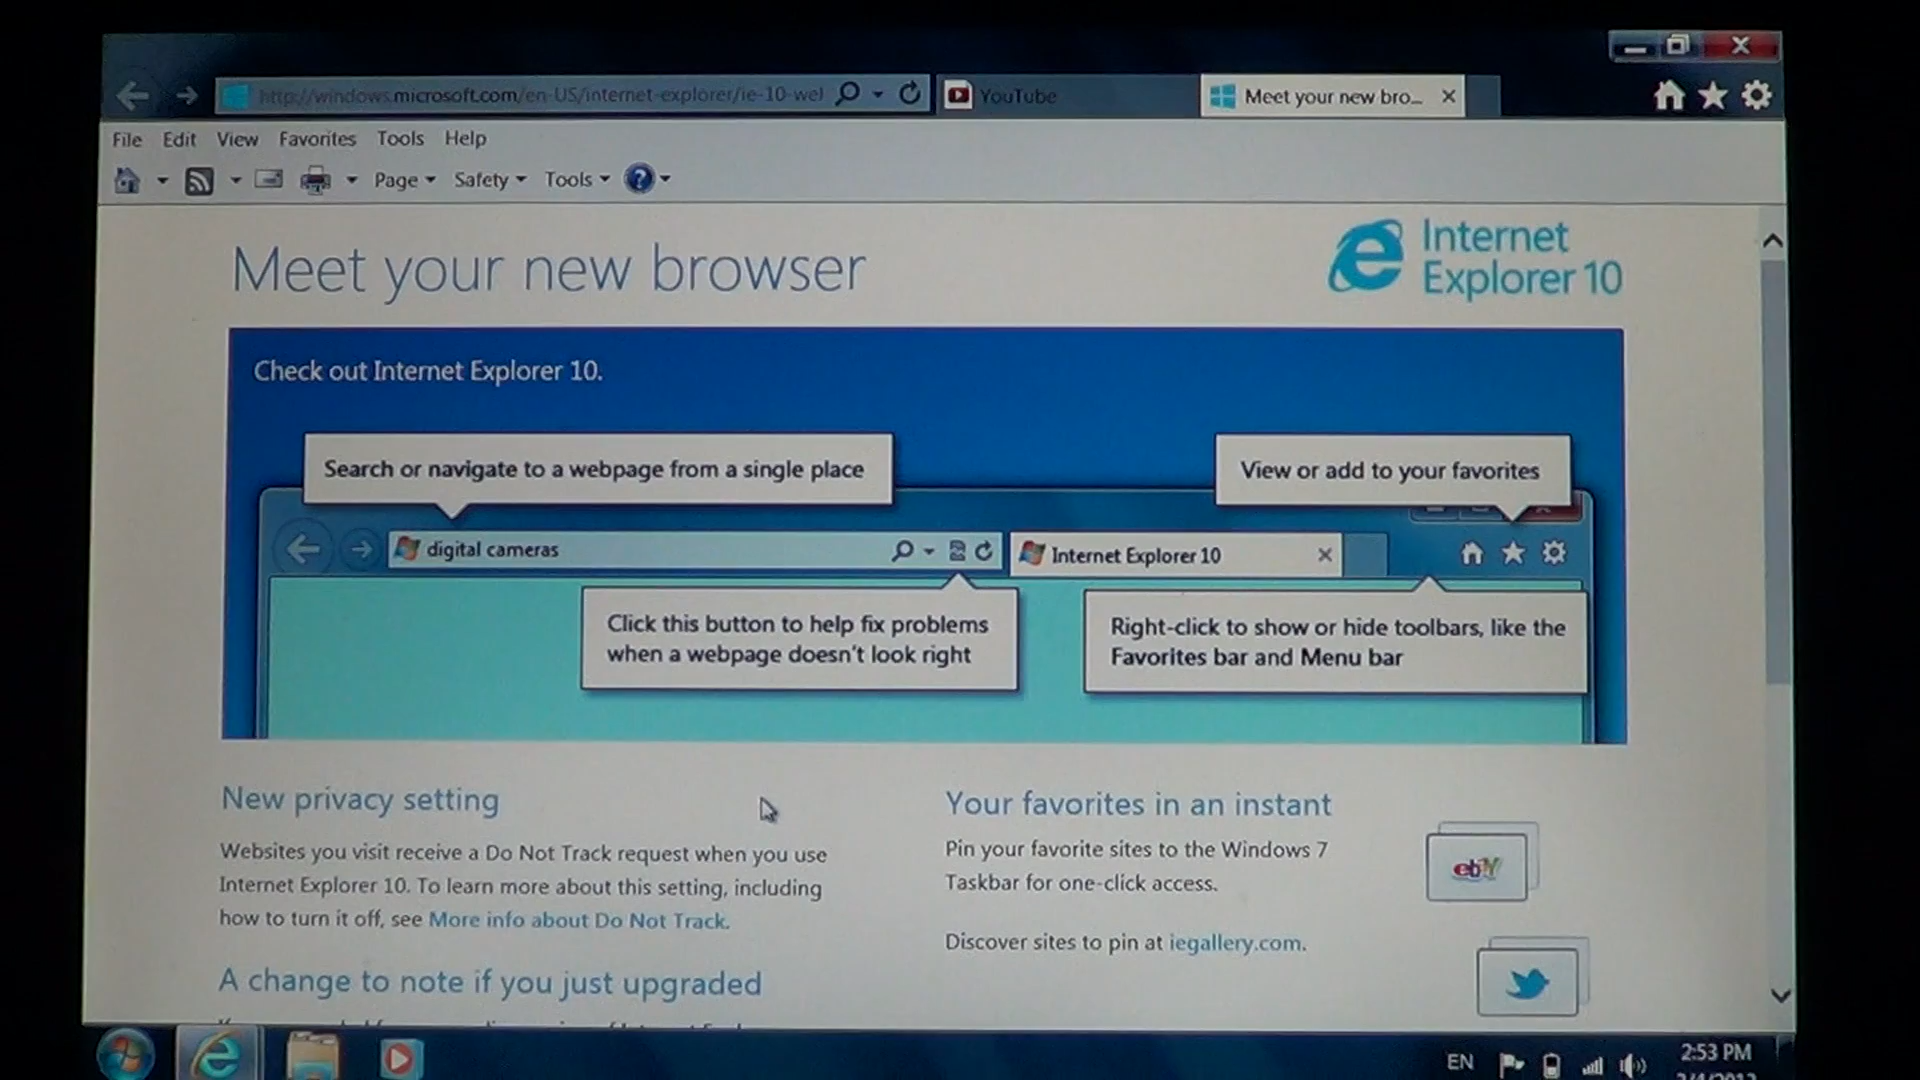 http://windows.microsoft.com/en-US/internet-explorer/ie-10-wel
YouTube
Meet your new bro...
File Edit View Favorites Tools Help
Page Safety Tools
Meet your new browser
Internet
Explorer 10
Check out Internet Explorer 10.
Search or navigate to a webpage from a single place
View or add to your favorites
digital cameras
Internet Explorer 10
Click this button to help fix problems
when a webpage doesn't look right
Right-click to show or hide toolbars, like the
Favorites bar and Menu bar
New privacy setting
Websites you visit receive a Do Not Track request when you use
Internet Explorer 10. To learn more about this setting, including
how to turn it off, see More info about Do Not Track.
A change to note if you just upgraded
Your favorites in an instant
Pin your favorite sites to the Windows 7
Taskbar for one-click access.
Discover sites to pin at iegallery.com.
ebY
EN
2:53 PM